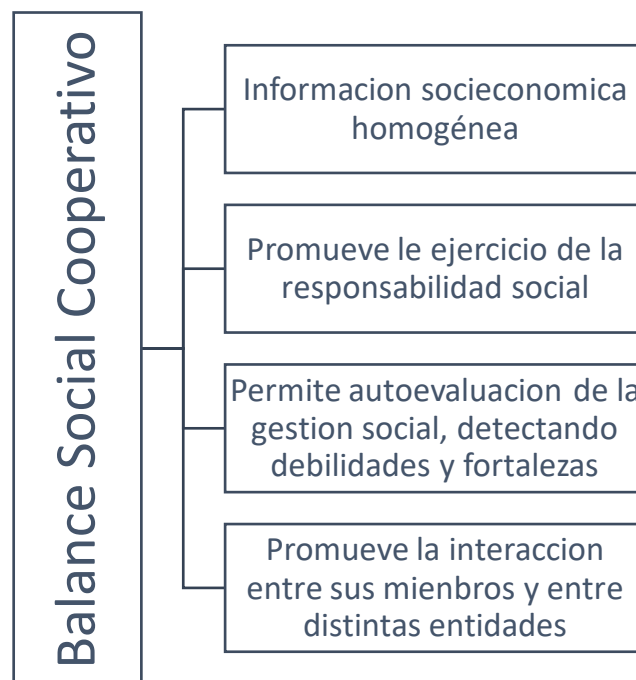 Balance Social Cooperativo
Informacion socieconomica
homogénea
Promueve le ejercicio de la
responsabilidad social
Permite autoevaluacion de la
gestion social, detectando
debilidades y fortalezas
Promueve la interaccion
entre sus mienbros y entre
distintas entidades